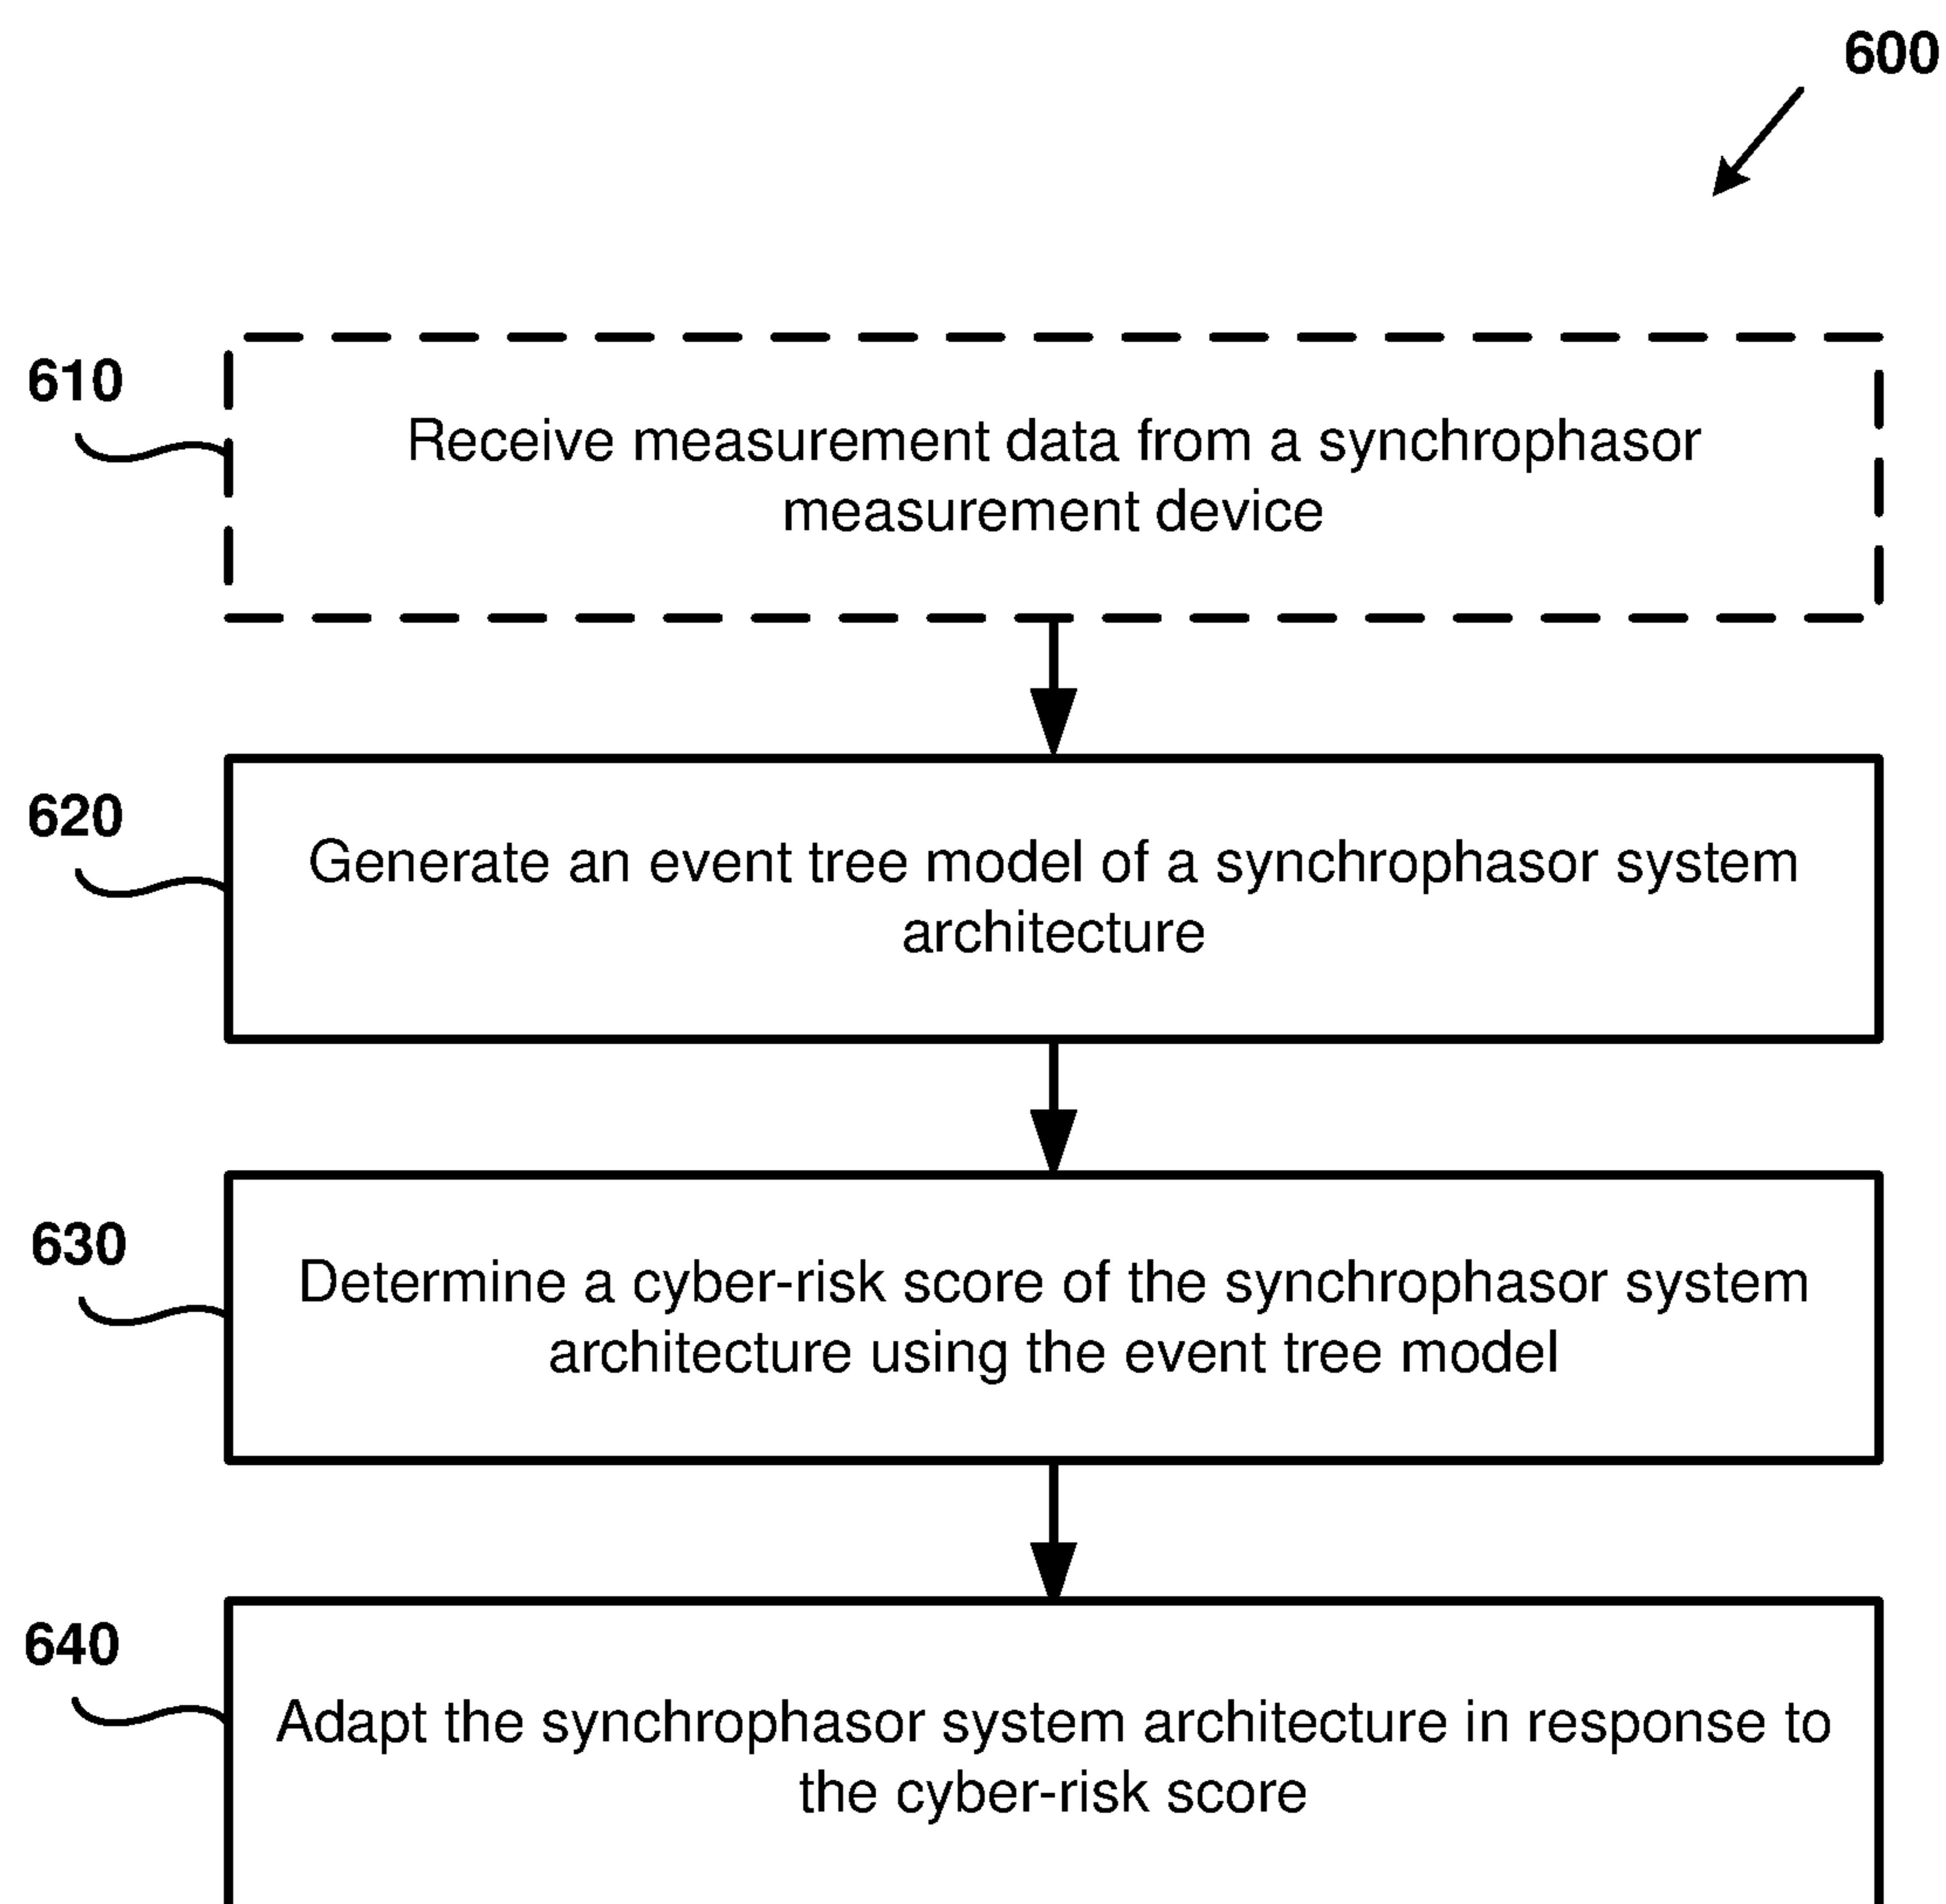 600
610
Receive measurement data from a synchrophasor
measurement device
620
Generate an event tree model of a synchrophasor system
architecture
630
Determine a cyber-risk score of the synchrophasor system
architecture using the event tree model
640
Adapt the synchrophasor system architecture in response to
the cyber-risk score